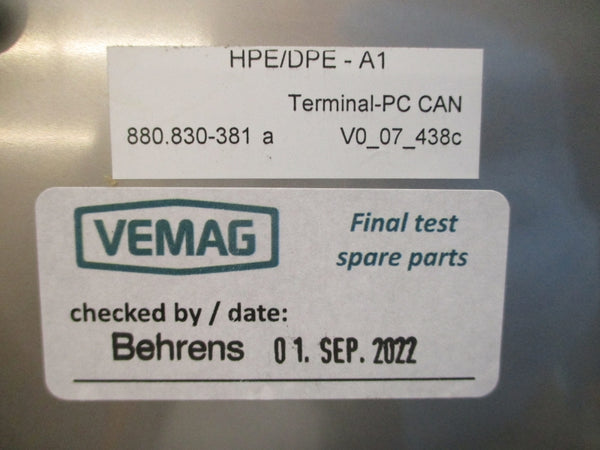 HPE/DPE - A1
Terminal-PC CAN
880.830-381 a V0_07_438c
VEMAG
Final test
spare parts
checked by / date:
Behrens 01. SEP. 2022